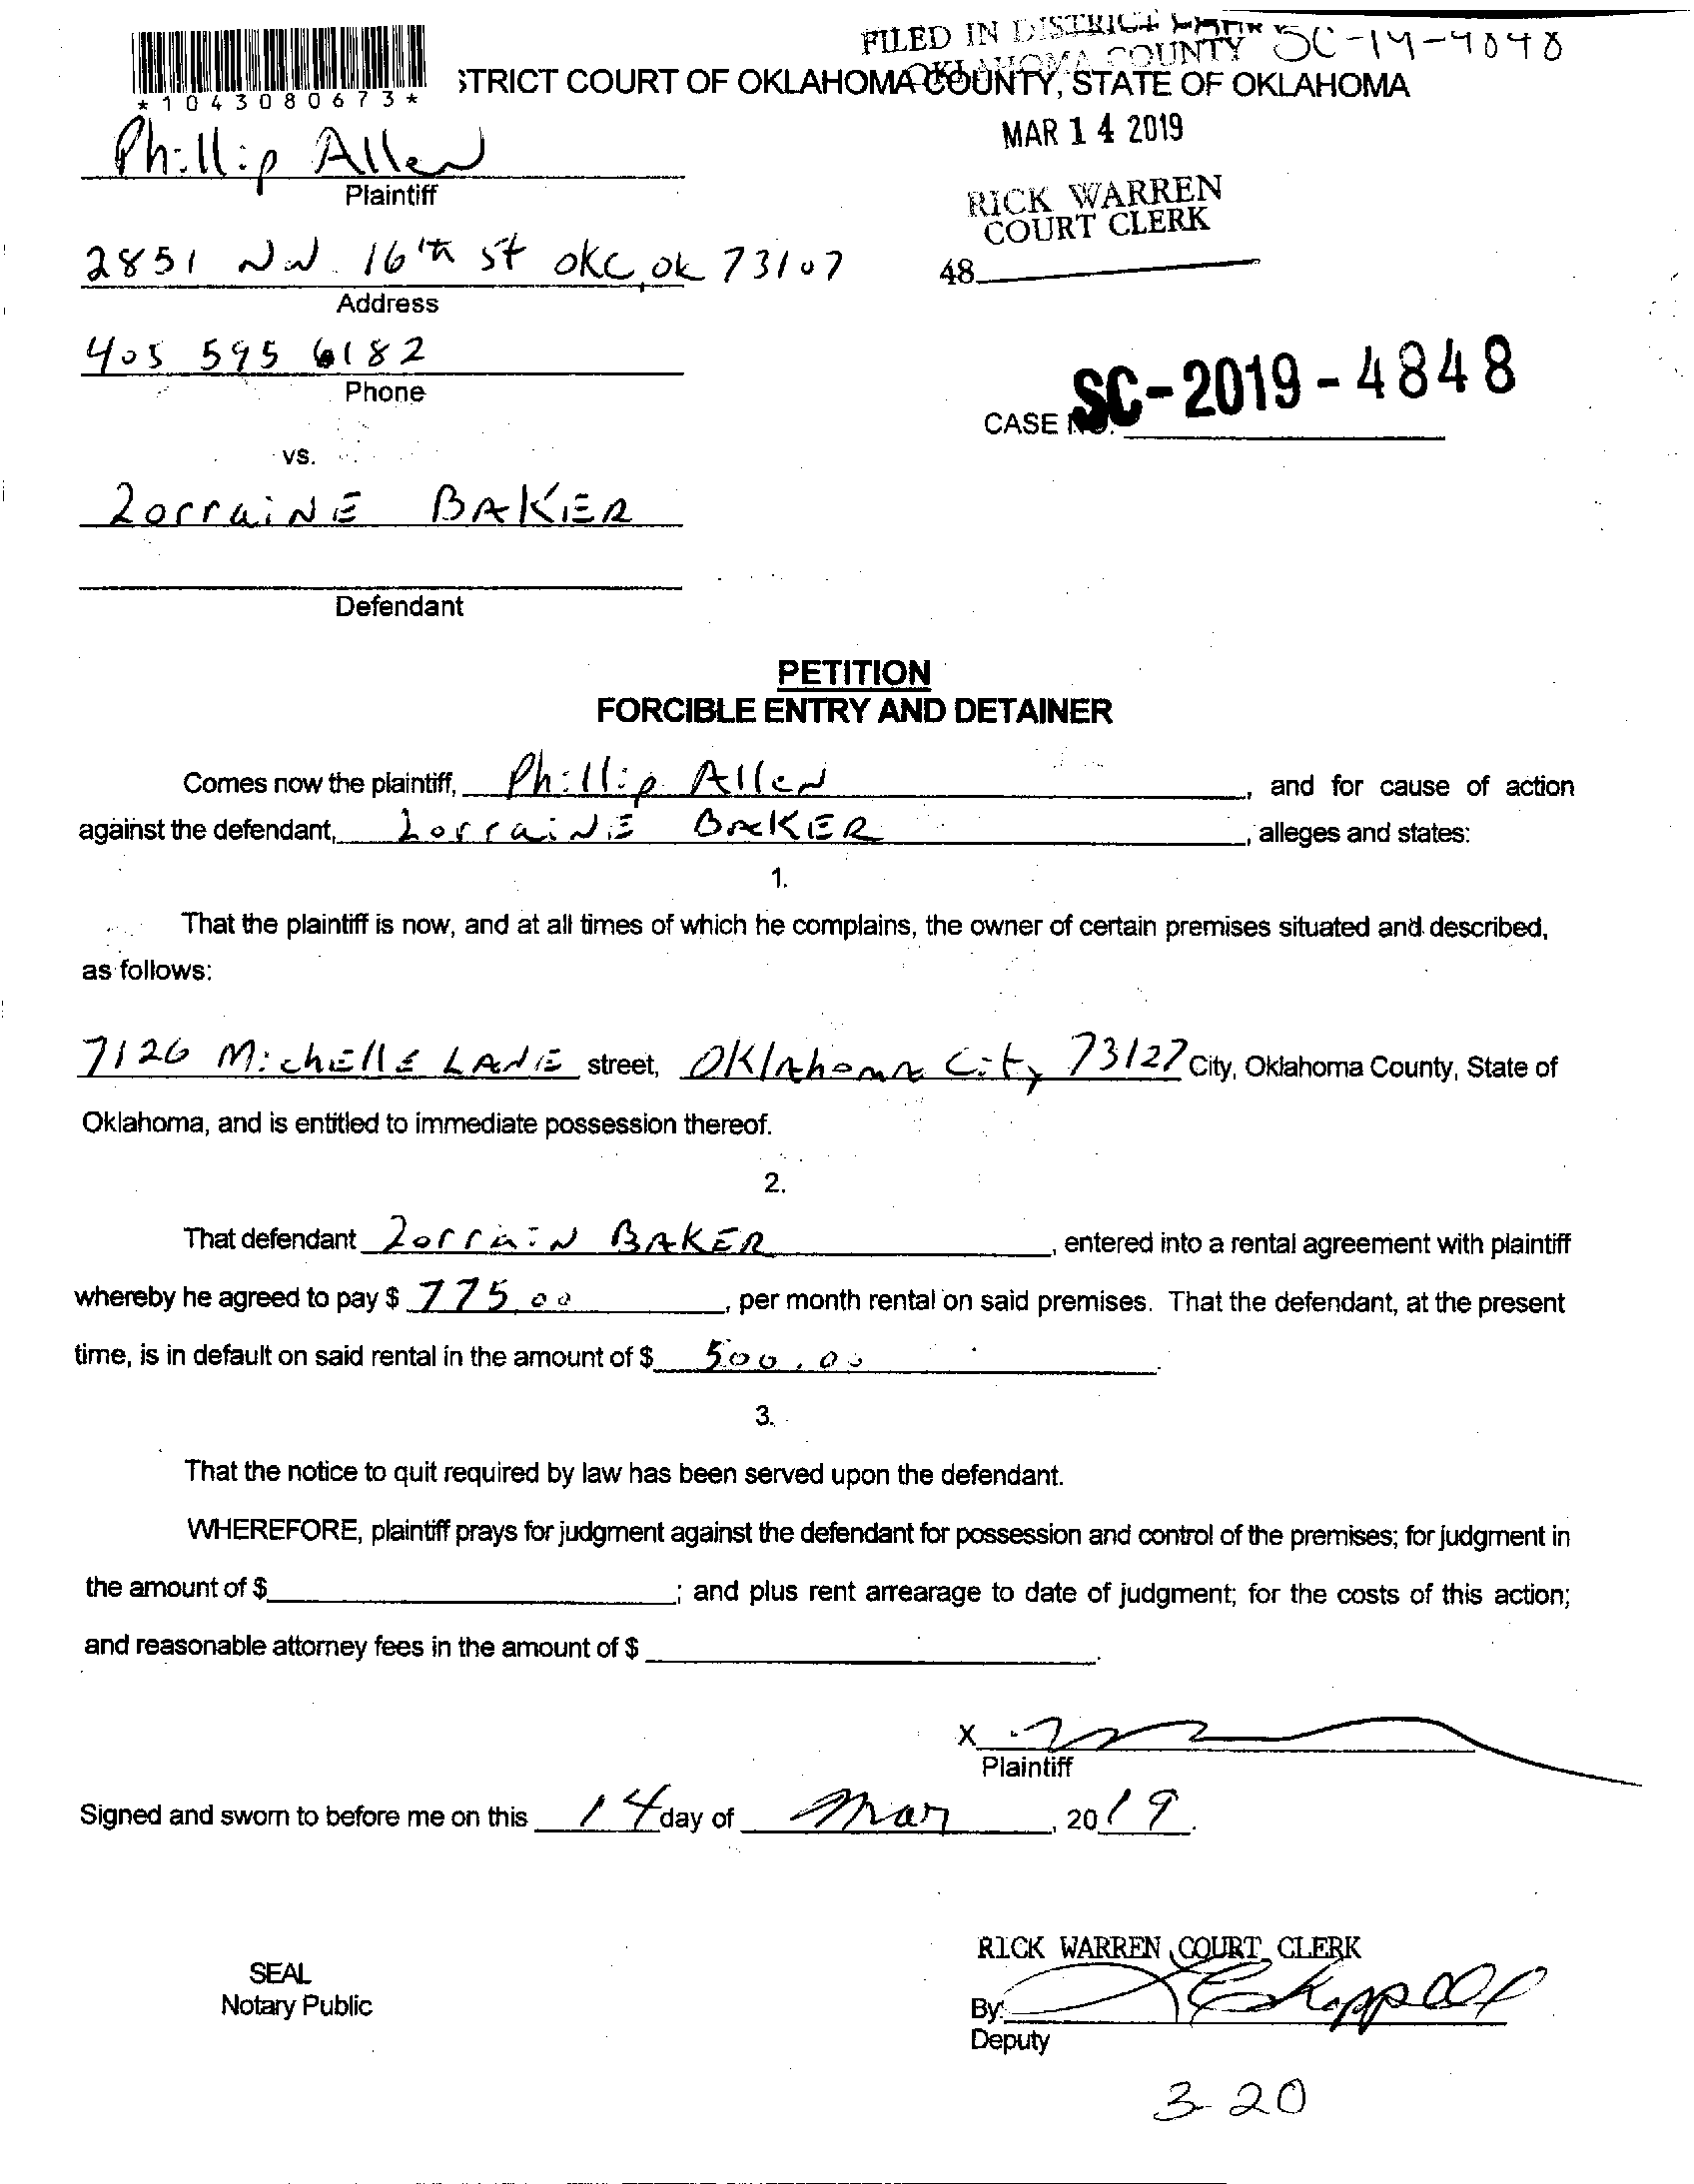 FILED IN DISTRICT COURT
OKLAHOMA COUNTY
STRICT COURT OF OKLAHOMA COUNTY, STATE OF OKLAHOMA
*1043080673*
MAR 14 2019
Phillip Allen
Plaintiff
RICK WARREN
COURT CLERK
2851 NW. 16th st OKC, OK 73107
48
Address
405 595 6182
Phone
CASE NO. SC-2019-4848
vs.
Lorraine BAKER
Defendant
PETITION
FORCIBLE ENTRY AND DETAINER
Comes now the plaintiff, Phillip Allen, and for cause of action
against the defendant, LorraiNE BAKER, alleges and states:
1.
That the plaintiff is now, and at all times of which he complains, the owner of certain premises situated and described,
as follows:
7126 MichEllE LANE street, OKlahoma City 73127 City, Oklahoma County, State of
Oklahoma, and is entitled to immediate possession thereof.
2.
That defendant LorraiN BAKER, entered into a rental agreement with plaintiff
whereby he agreed to pay $ 775.00, per month rental on said premises. That the defendant, at the present
time, is in default on said rental in the amount of $ 500.00.
3.
That the notice to quit required by law has been served upon the defendant.
WHEREFORE, plaintiff prays for judgment against the defendant for possession and control of the premises; for judgment in
the amount of $; and plus rent arrearage to date of judgment; for the costs of this action;
and reasonable attorney fees in the amount of $.
X
Plaintiff
Signed and sworn to before me on this 14 day of Mar, 2019.
RICK WARREN, COURT CLERK
SEAL
Notary Public
By:
Deputy
3-20